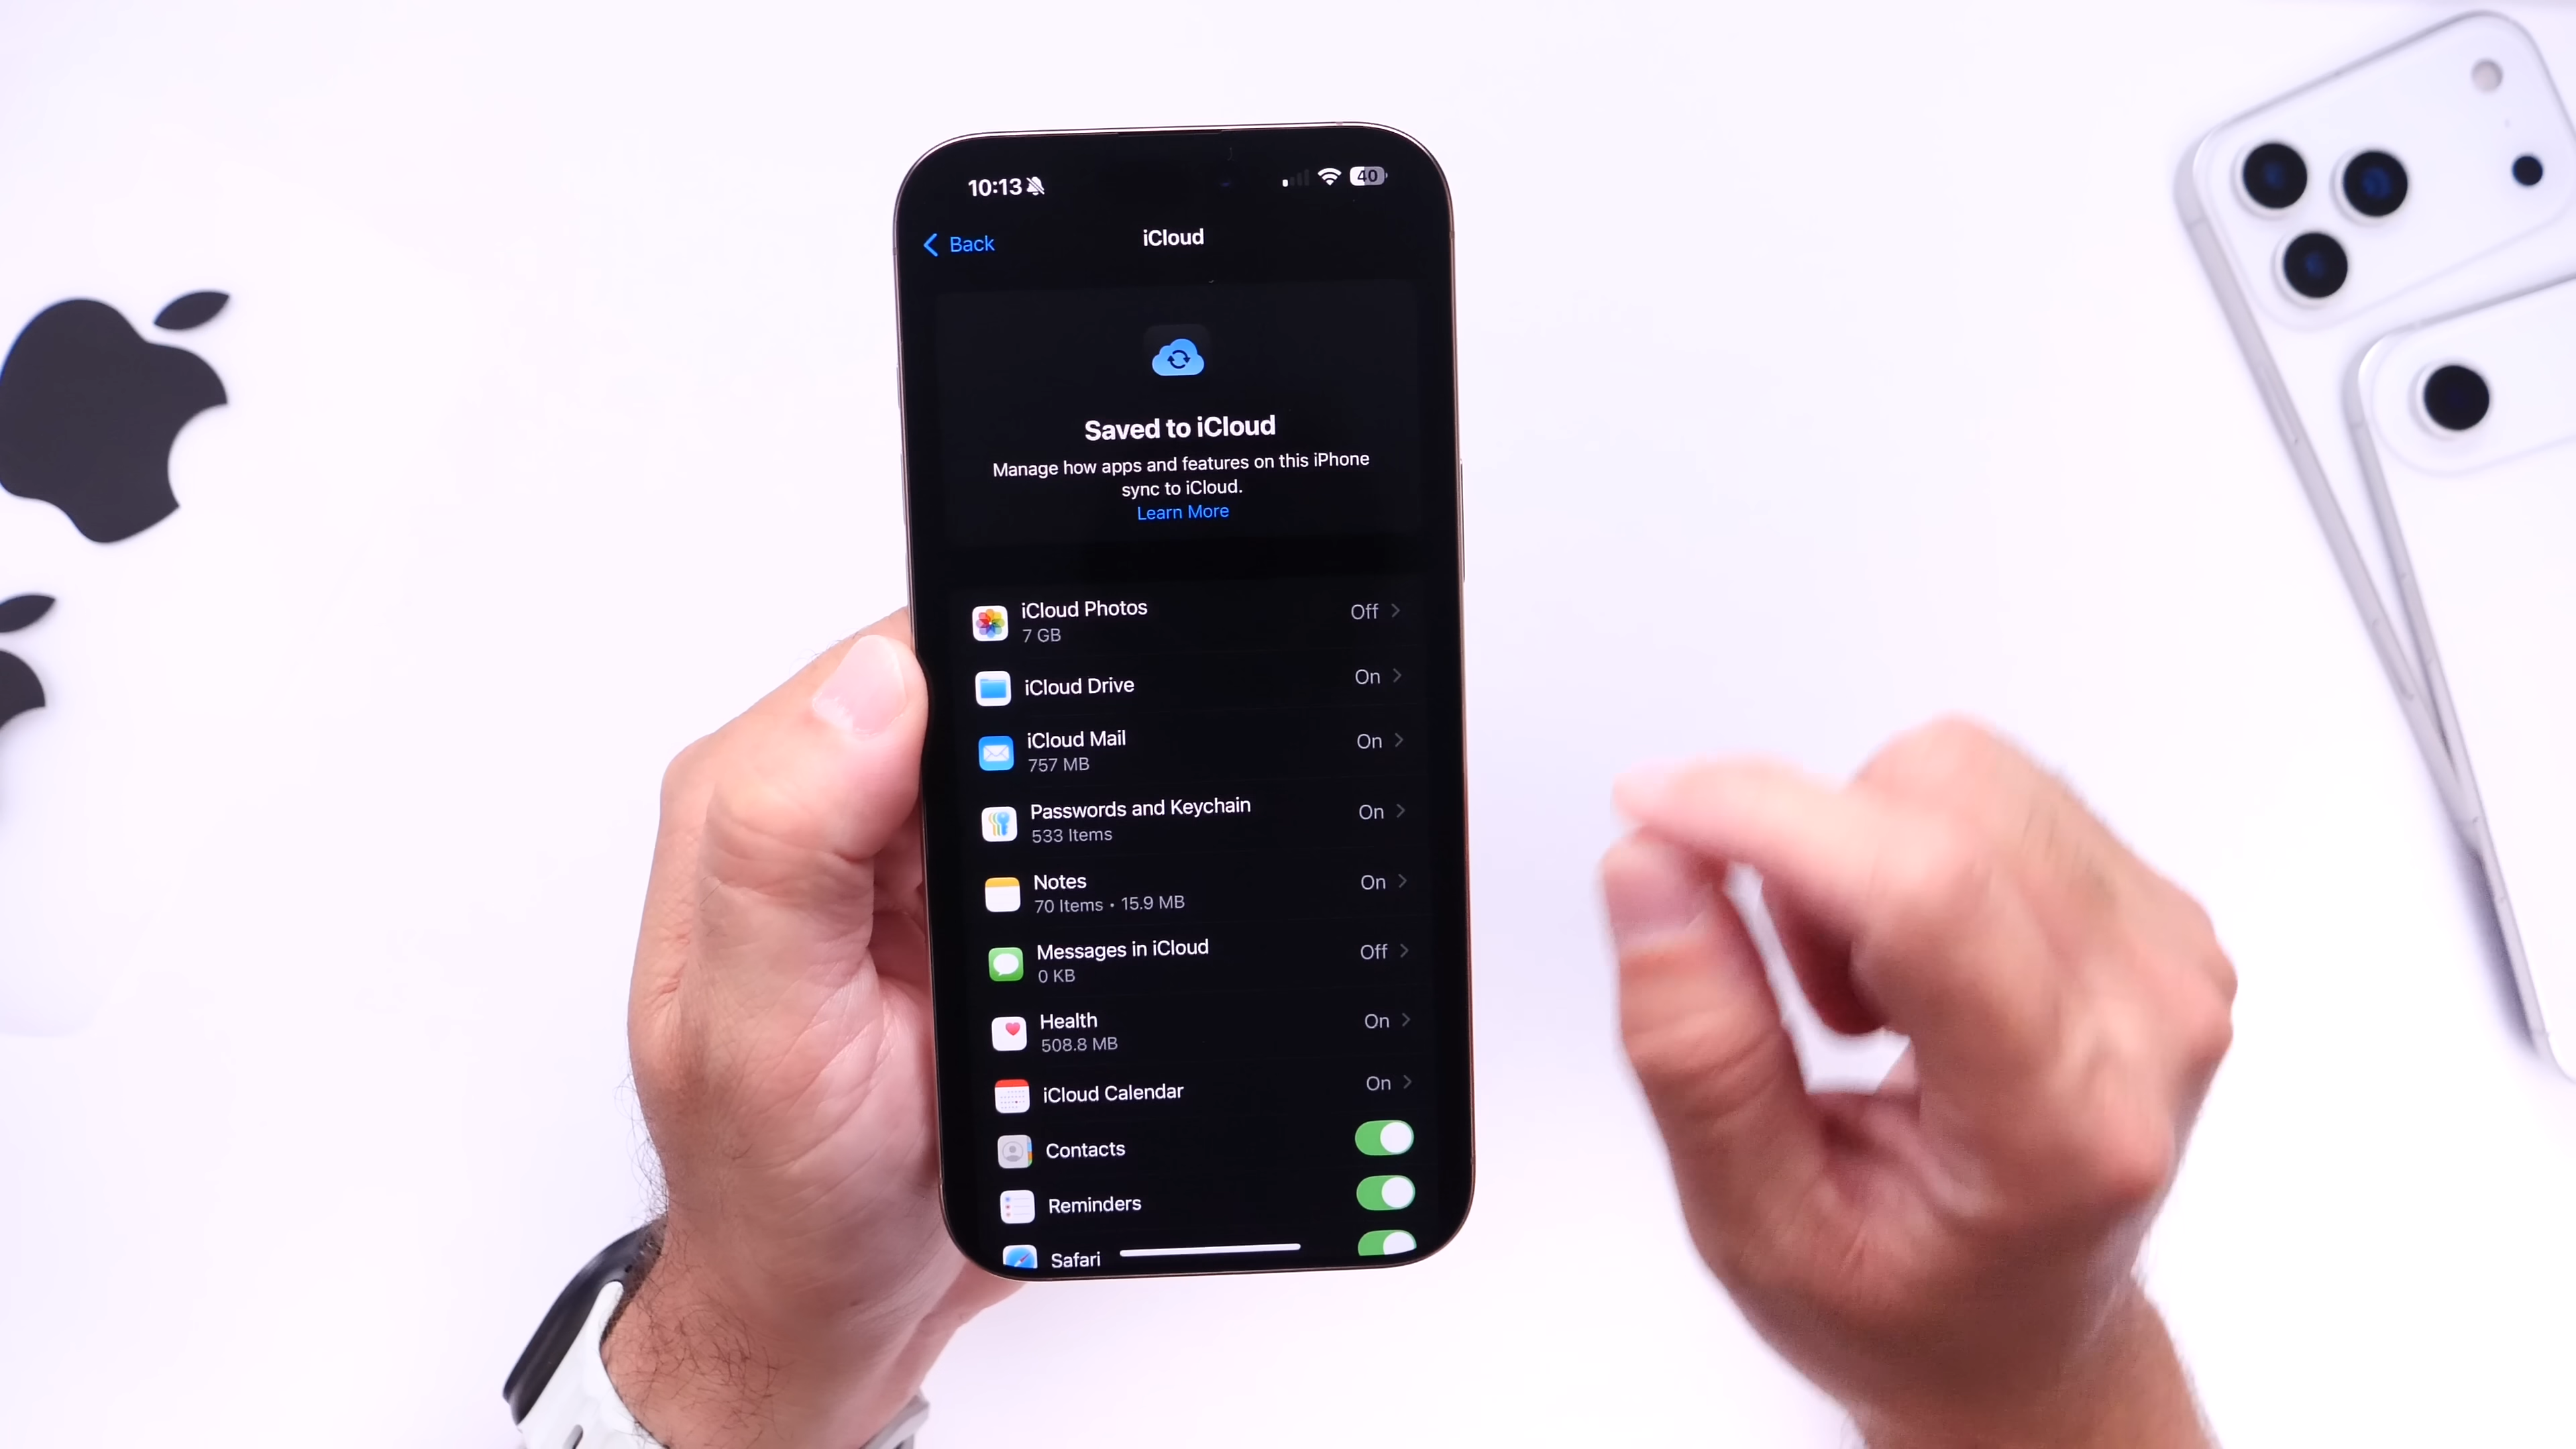 10:13
40
Back
iCloud
Saved to iCloud
Manage how apps and features on this iPhone
sync to iCloud.
Learn More
iCloud Photos
7 GB
Off
iCloud Drive
On
iCloud Mail
757 MB
On
Passwords and Keychain
533 Items
On
Notes
70 Items • 15.9 MB
On
Messages in iCloud
0 KB
Off
Health
508.8 MB
On
iCloud Calendar
On
Contacts
Reminders
Safari